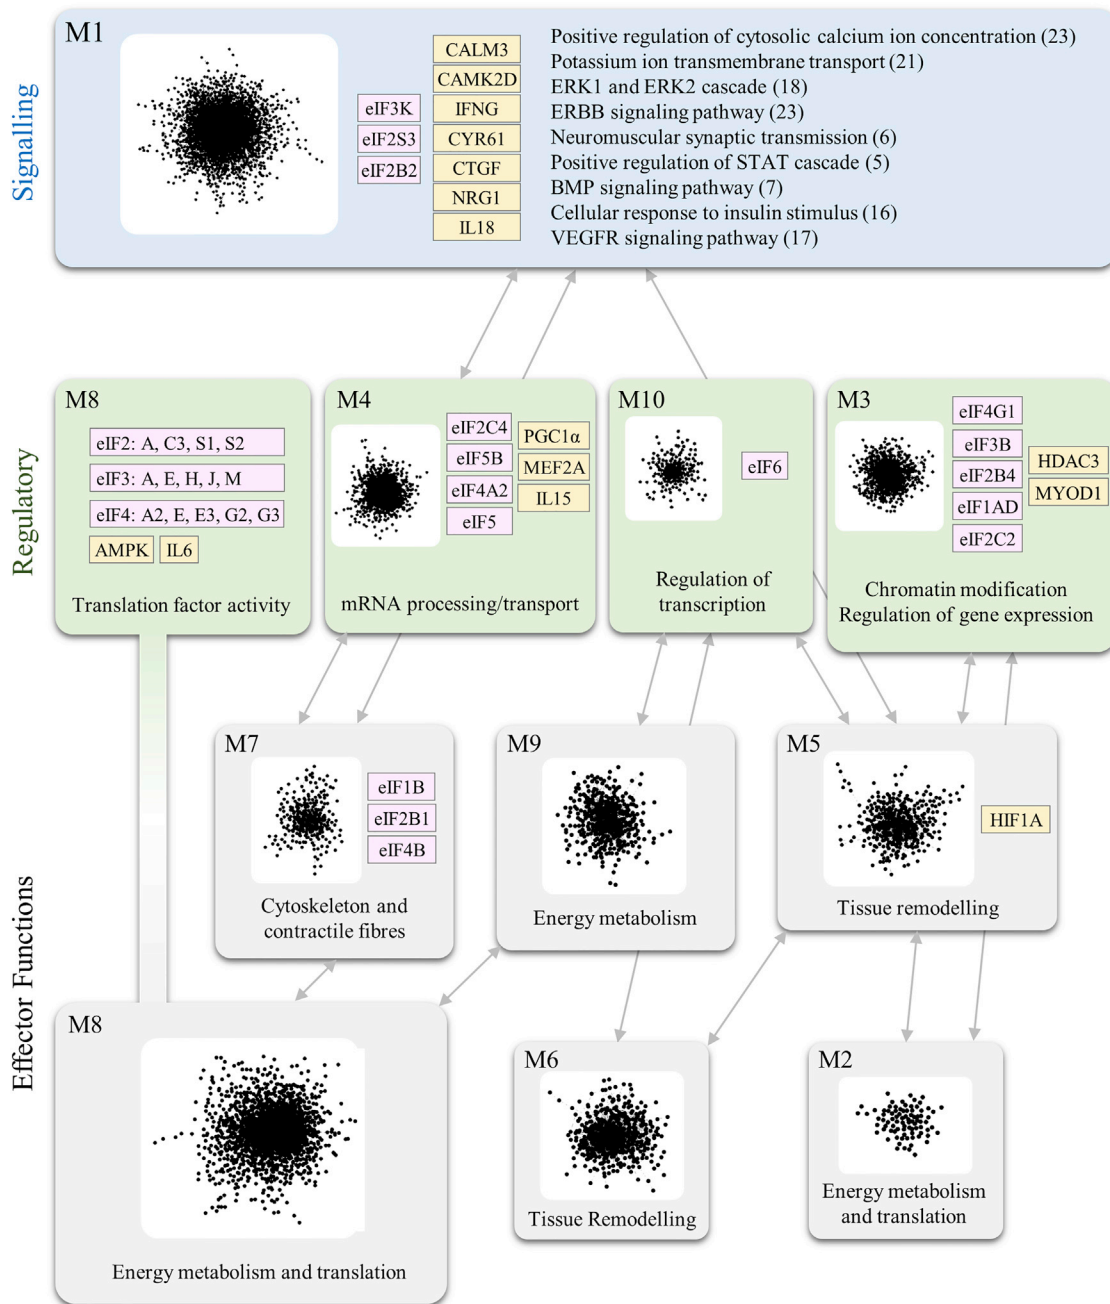 Signalling
M1
eIF3K
eIF2S3
eIF2B2
CALM3
CAMK2D
IFNG
CYR61
CTGF
NRG1
IL18
Positive regulation of cytosolic calcium ion concentration (23)
Potassium ion transmembrane transport (21)
ERK1 and ERK2 cascade (18)
ERBB signaling pathway (23)
Neuromuscular synaptic transmission (6)
Positive regulation of STAT cascade (5)
BMP signaling pathway (7)
Cellular response to insulin stimulus (16)
VEGFR signaling pathway (17)
Regulatory
M8
eIF2: A, C3, S1, S2
eIF3: A, E, H, J, M
eIF4: A2, E, E3, G2, G3
AMPK
IL6
Translation factor activity
M4
eIF2C4
eIF5B
eIF4A2
eIF5
PGC1α
MEF2A
IL15
mRNA processing/transport
M10
eIF6
Regulation of
transcription
M3
eIF4G1
eIF3B
eIF2B4
eIF1AD
eIF2C2
HDAC3
MYOD1
Chromatin modification
Regulation of gene expression
Effector Functions
M7
eIF1B
eIF2B1
eIF4B
Cytoskeleton and
contractile fibres
M9
Energy metabolism
M5
HIF1A
Tissue remodelling
M8
Energy metabolism and translation
M6
Tissue Remodelling
M2
Energy metabolism
and translation